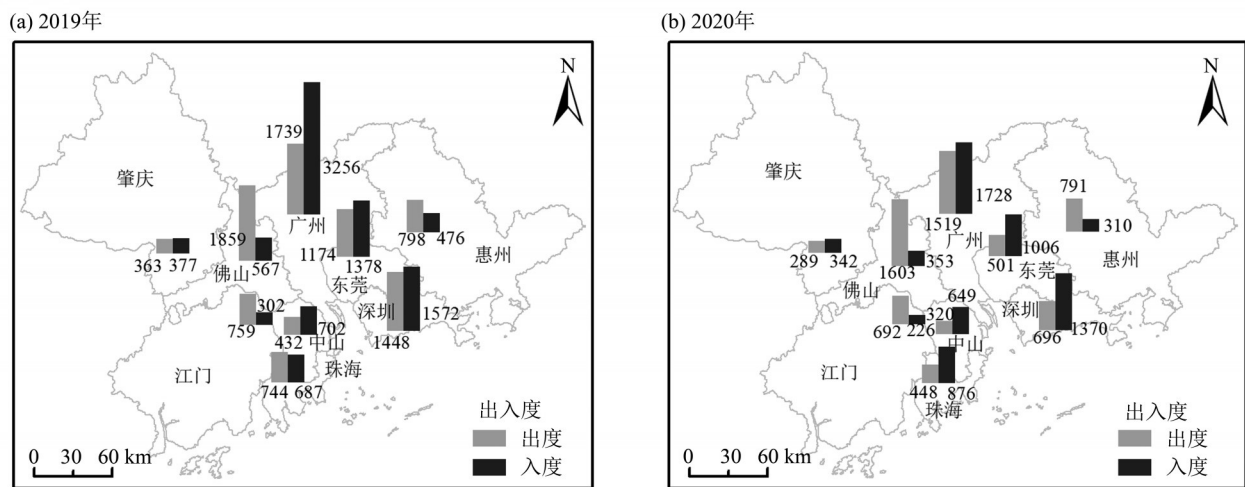 (a) 2019年
N
1739
3256
肇庆
广州
1859
567
363 377
佛山
1174
1378
东莞
798 476
惠州
302
759
深圳
1572
1448
702
432 中山
江门
珠海
744 687
出入度
出度
入度
0 30 60 km
(b) 2020年
N
肇庆
1728
1519
广州
791
310
353
1603
289 342
佛山
501
1006
东莞
惠州
649
320
692 226
中山
深圳
696 1370
江门
448 876
珠海
出入度
出度
入度
0 30 60 km